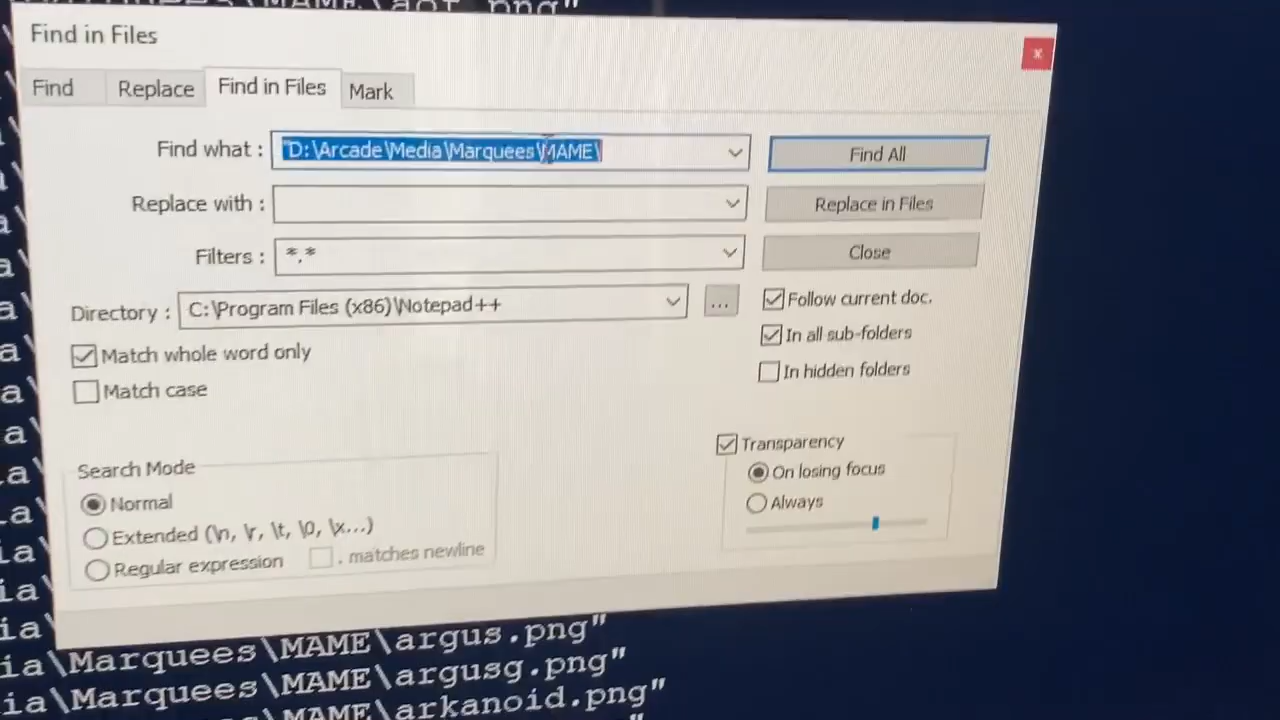 MAME\aof.png"
Find in Files
x
Find Replace Find in Files Mark
Find what : "D:\Arcade\Media\Marquees\MAME\ Find All
Replace with : Replace in Files
Filters : *.* Close
Directory : C:\Program Files (x86)\Notepad++ ... Follow current doc.
Match whole word only In all sub-folders
Match case In hidden folders
Transparency
Search Mode On losing focus
Normal Always
Extended (\n, \r, \t, \0, \x...)
Regular expression . matches newline
ia\Marquees\MAME\argus.png"
ia\Marquees\MAME\argusg.png"
MAME\arkanoid.png"